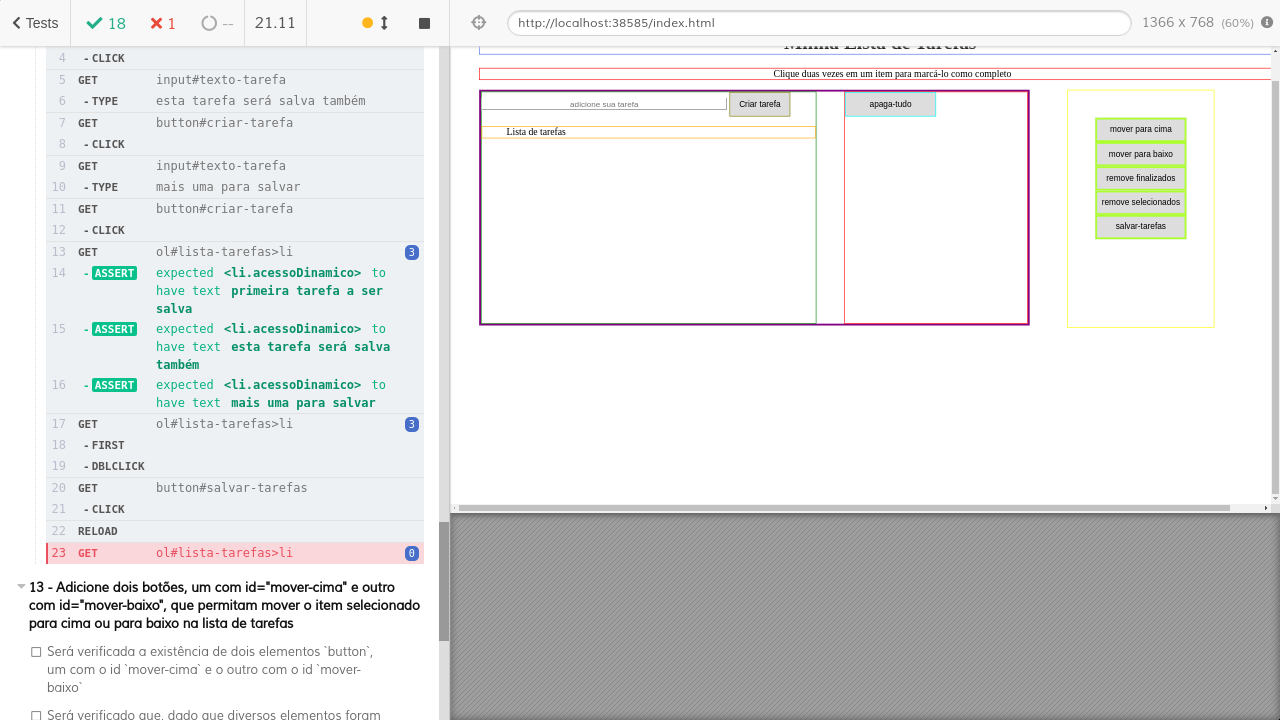 Tests
18
1
--
21.11
http://localhost:38585/index.html
1366 x 768 (60%)
4 -CLICK
5 GET input#texto-tarefa
6 -TYPE esta tarefa será salva também
7 GET button#criar-tarefa
8 -CLICK
9 GET input#texto-tarefa
10 -TYPE mais uma para salvar
11 GET button#criar-tarefa
12 -CLICK
13 GET ol#lista-tarefas>li 3
14 -ASSERT expected <li.acessoDinamico> to
have text primeira tarefa a ser
salva
15 -ASSERT expected <li.acessoDinamico> to
have text esta tarefa será salva
também
16 -ASSERT expected <li.acessoDinamico> to
have text mais uma para salvar
17 GET ol#lista-tarefas>li 3
18 -FIRST
19 -DBLCLICK
20 GET button#salvar-tarefas
21 -CLICK
22 RELOAD
23 GET ol#lista-tarefas>li 0
13 - Adicione dois botões, um com id="mover-cima" e outro
com id="mover-baixo", que permitam mover o item selecionado
para cima ou para baixo na lista de tarefas
Será verificada a existência de dois elementos `button`,
um com o id `mover-cima` e o outro com o id `mover-
baixo`
Será verificado que, dado que diversos elementos foram
Minha Lista de Tarefas
Clique duas vezes em um item para marcá-lo como completo
adicione sua tarefa
Criar tarefa
apaga-tudo
Lista de tarefas
mover para cima
mover para baixo
remove finalizados
remove selecionados
salvar-tarefas